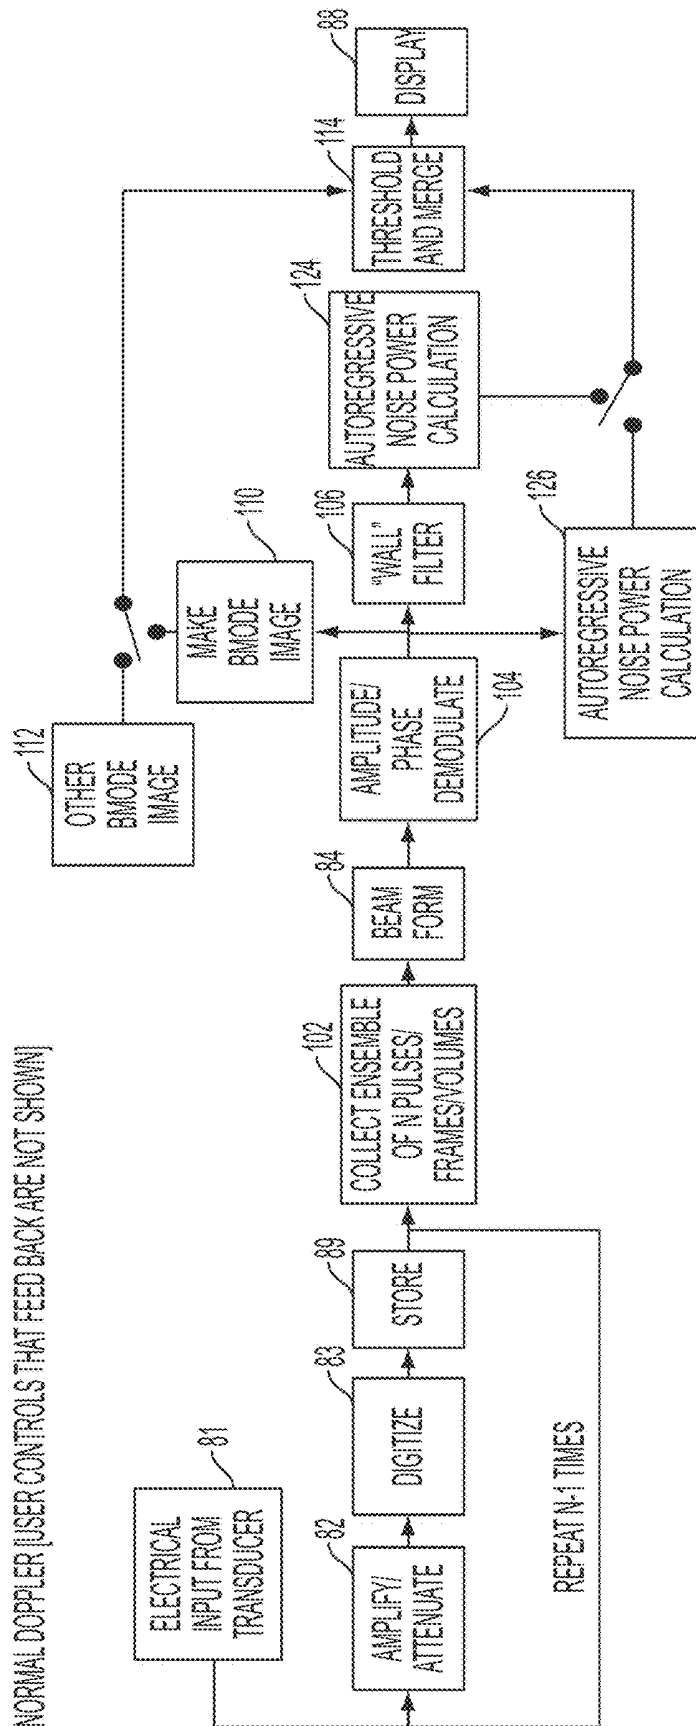 NORMAL DOPPLER [USER CONTROLS THAT FEED BACK ARE NOT SHOWN]
81
ELECTRICAL
INPUT FROM
TRANSDUCER
82
AMPLIFY/
ATTENUATE
83
DIGITIZE
89
STORE
REPEAT N-1 TIMES
102
COLLECT ENSEMBLE
OF N PULSES/
FRAMES/VOLUMES
84
BEAM
FORM
AMPLITUDE/
PHASE
DEMODULATE
104
112
OTHER
BMODE
IMAGE
110
MAKE
BMODE
IMAGE
106
"WALL"
FILTER
124
AUTOREGRESSIVE
NOISE POWER
CALCULATION
126
AUTOREGRESSIVE
NOISE POWER
CALCULATION
114
THRESHOLD
AND MERGE
88
DISPLAY